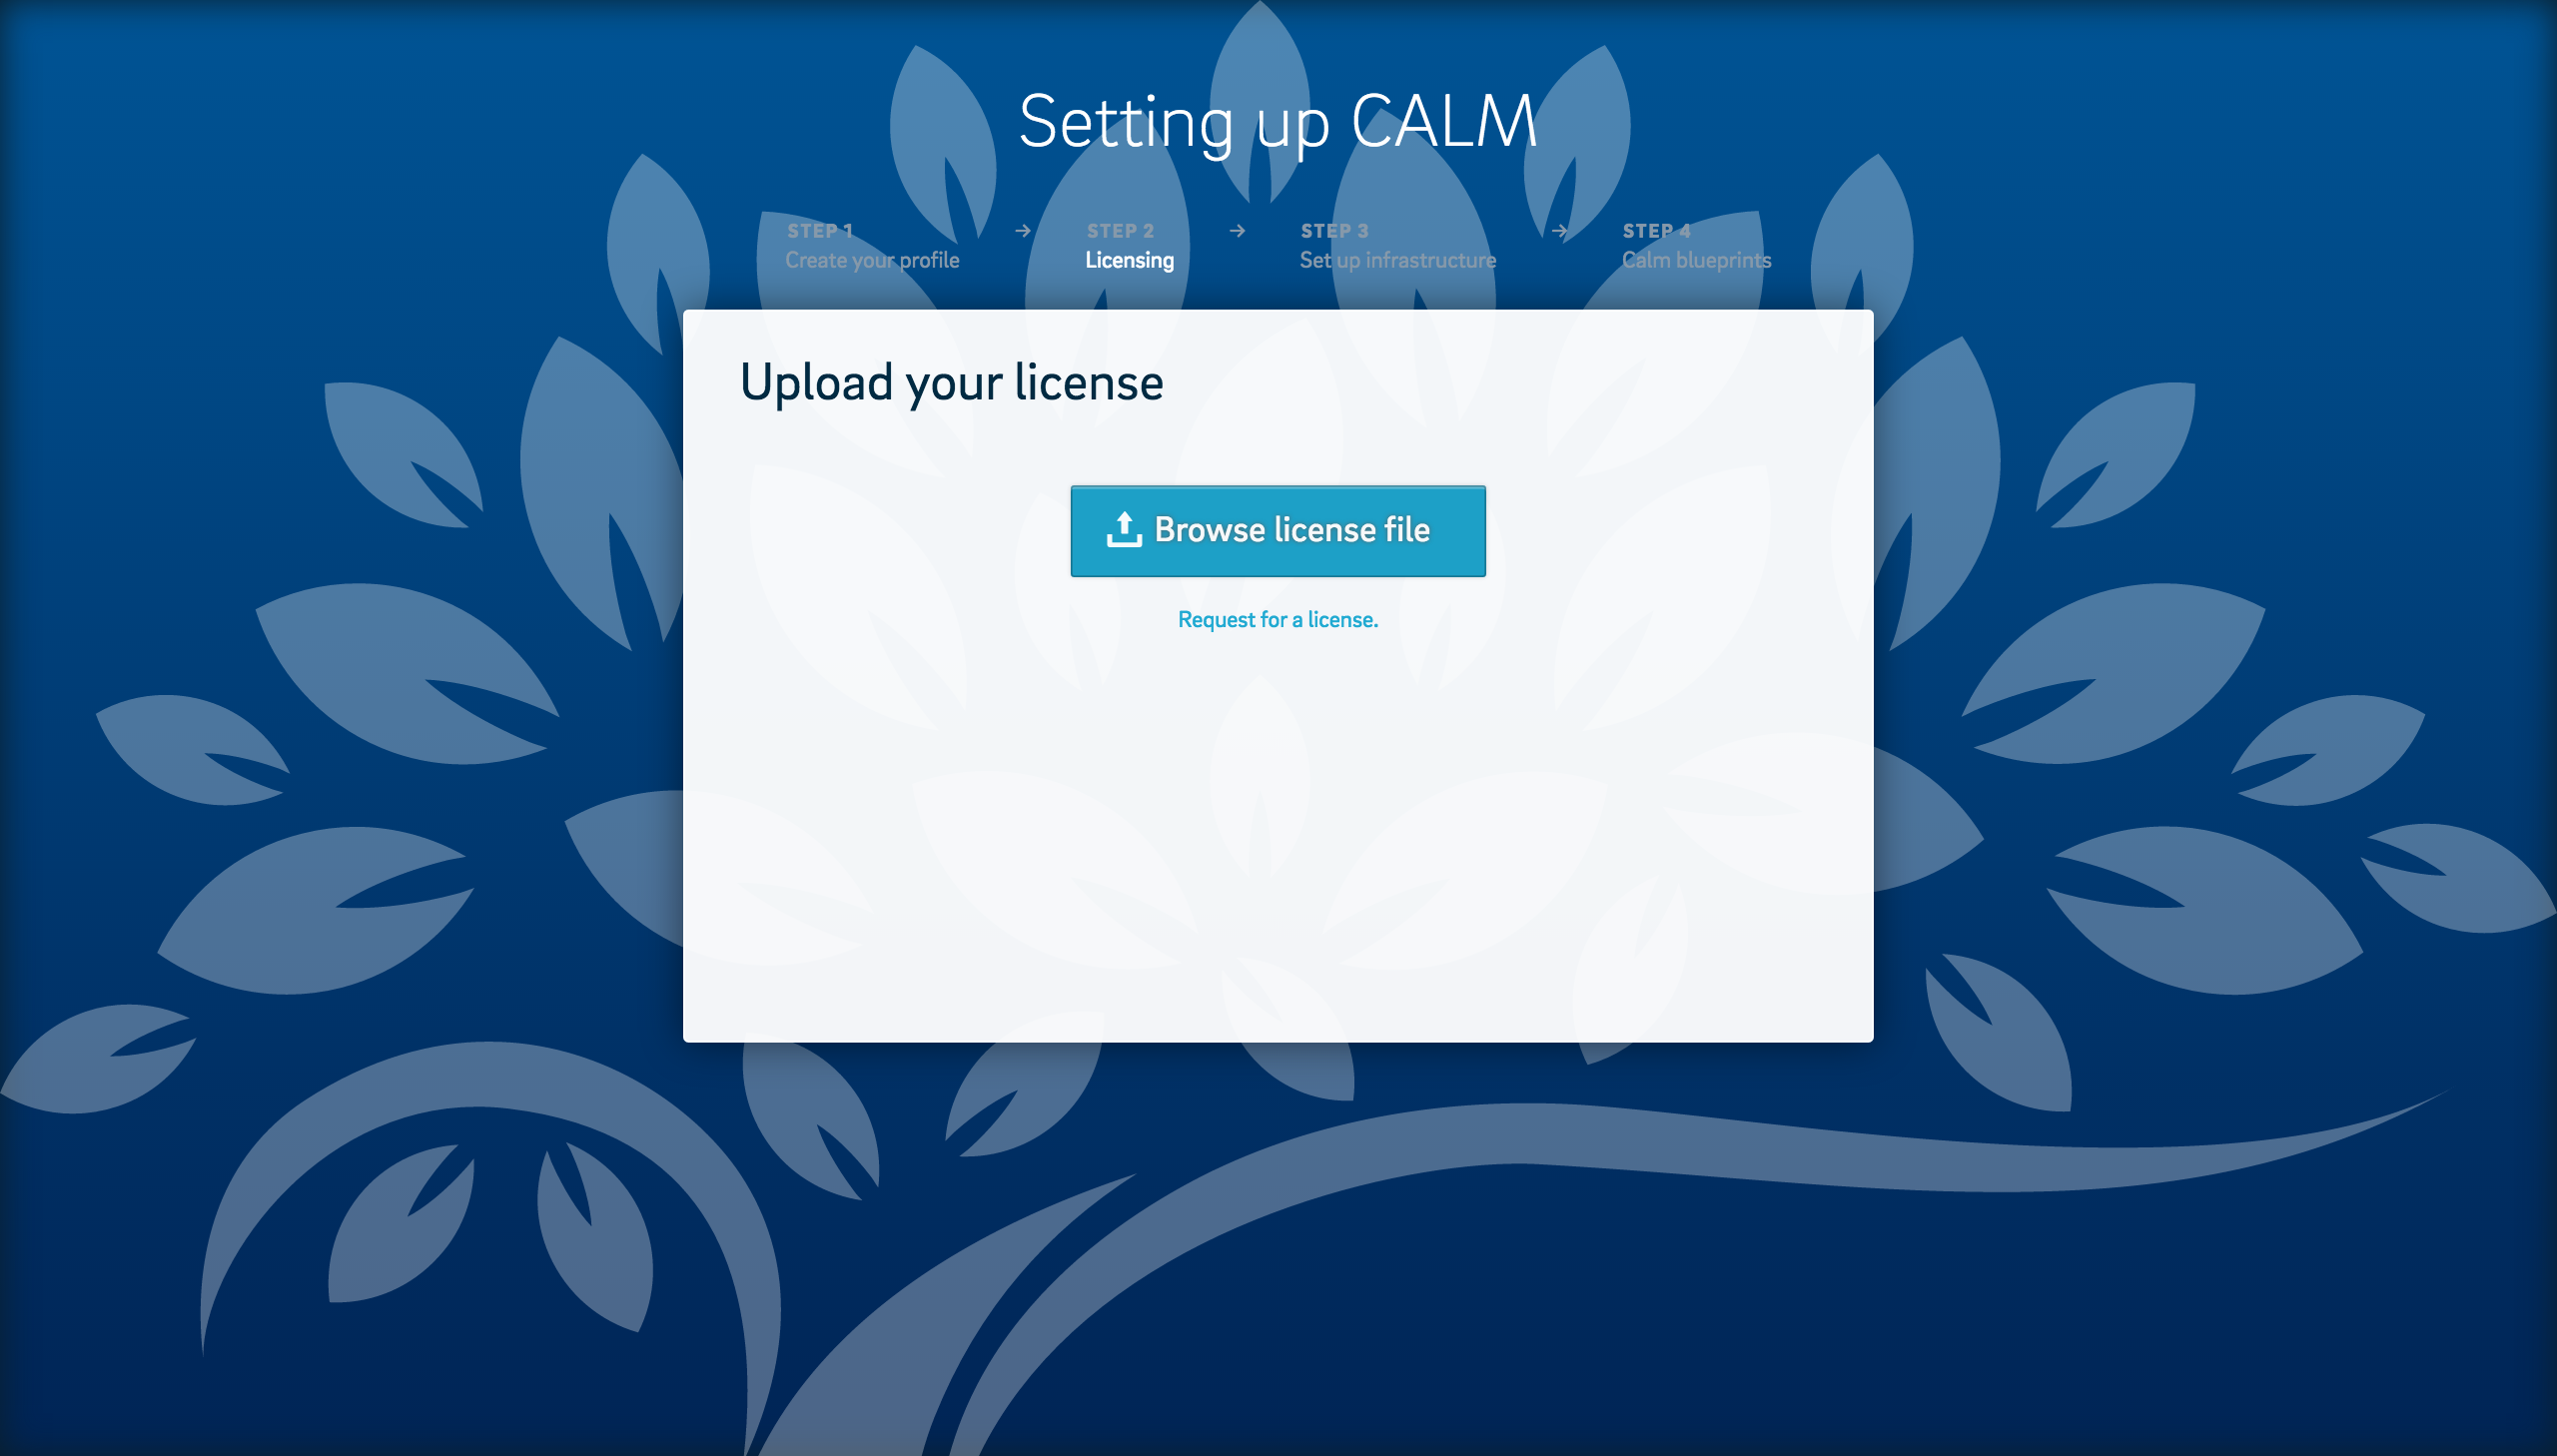 Setting up CALM
STEP 1 → STEP 2 → STEP 3 → STEP 4
Create your profile Licensing Set up infrastructure Calm blueprints
Upload your license
Browse license file
Request for a license.